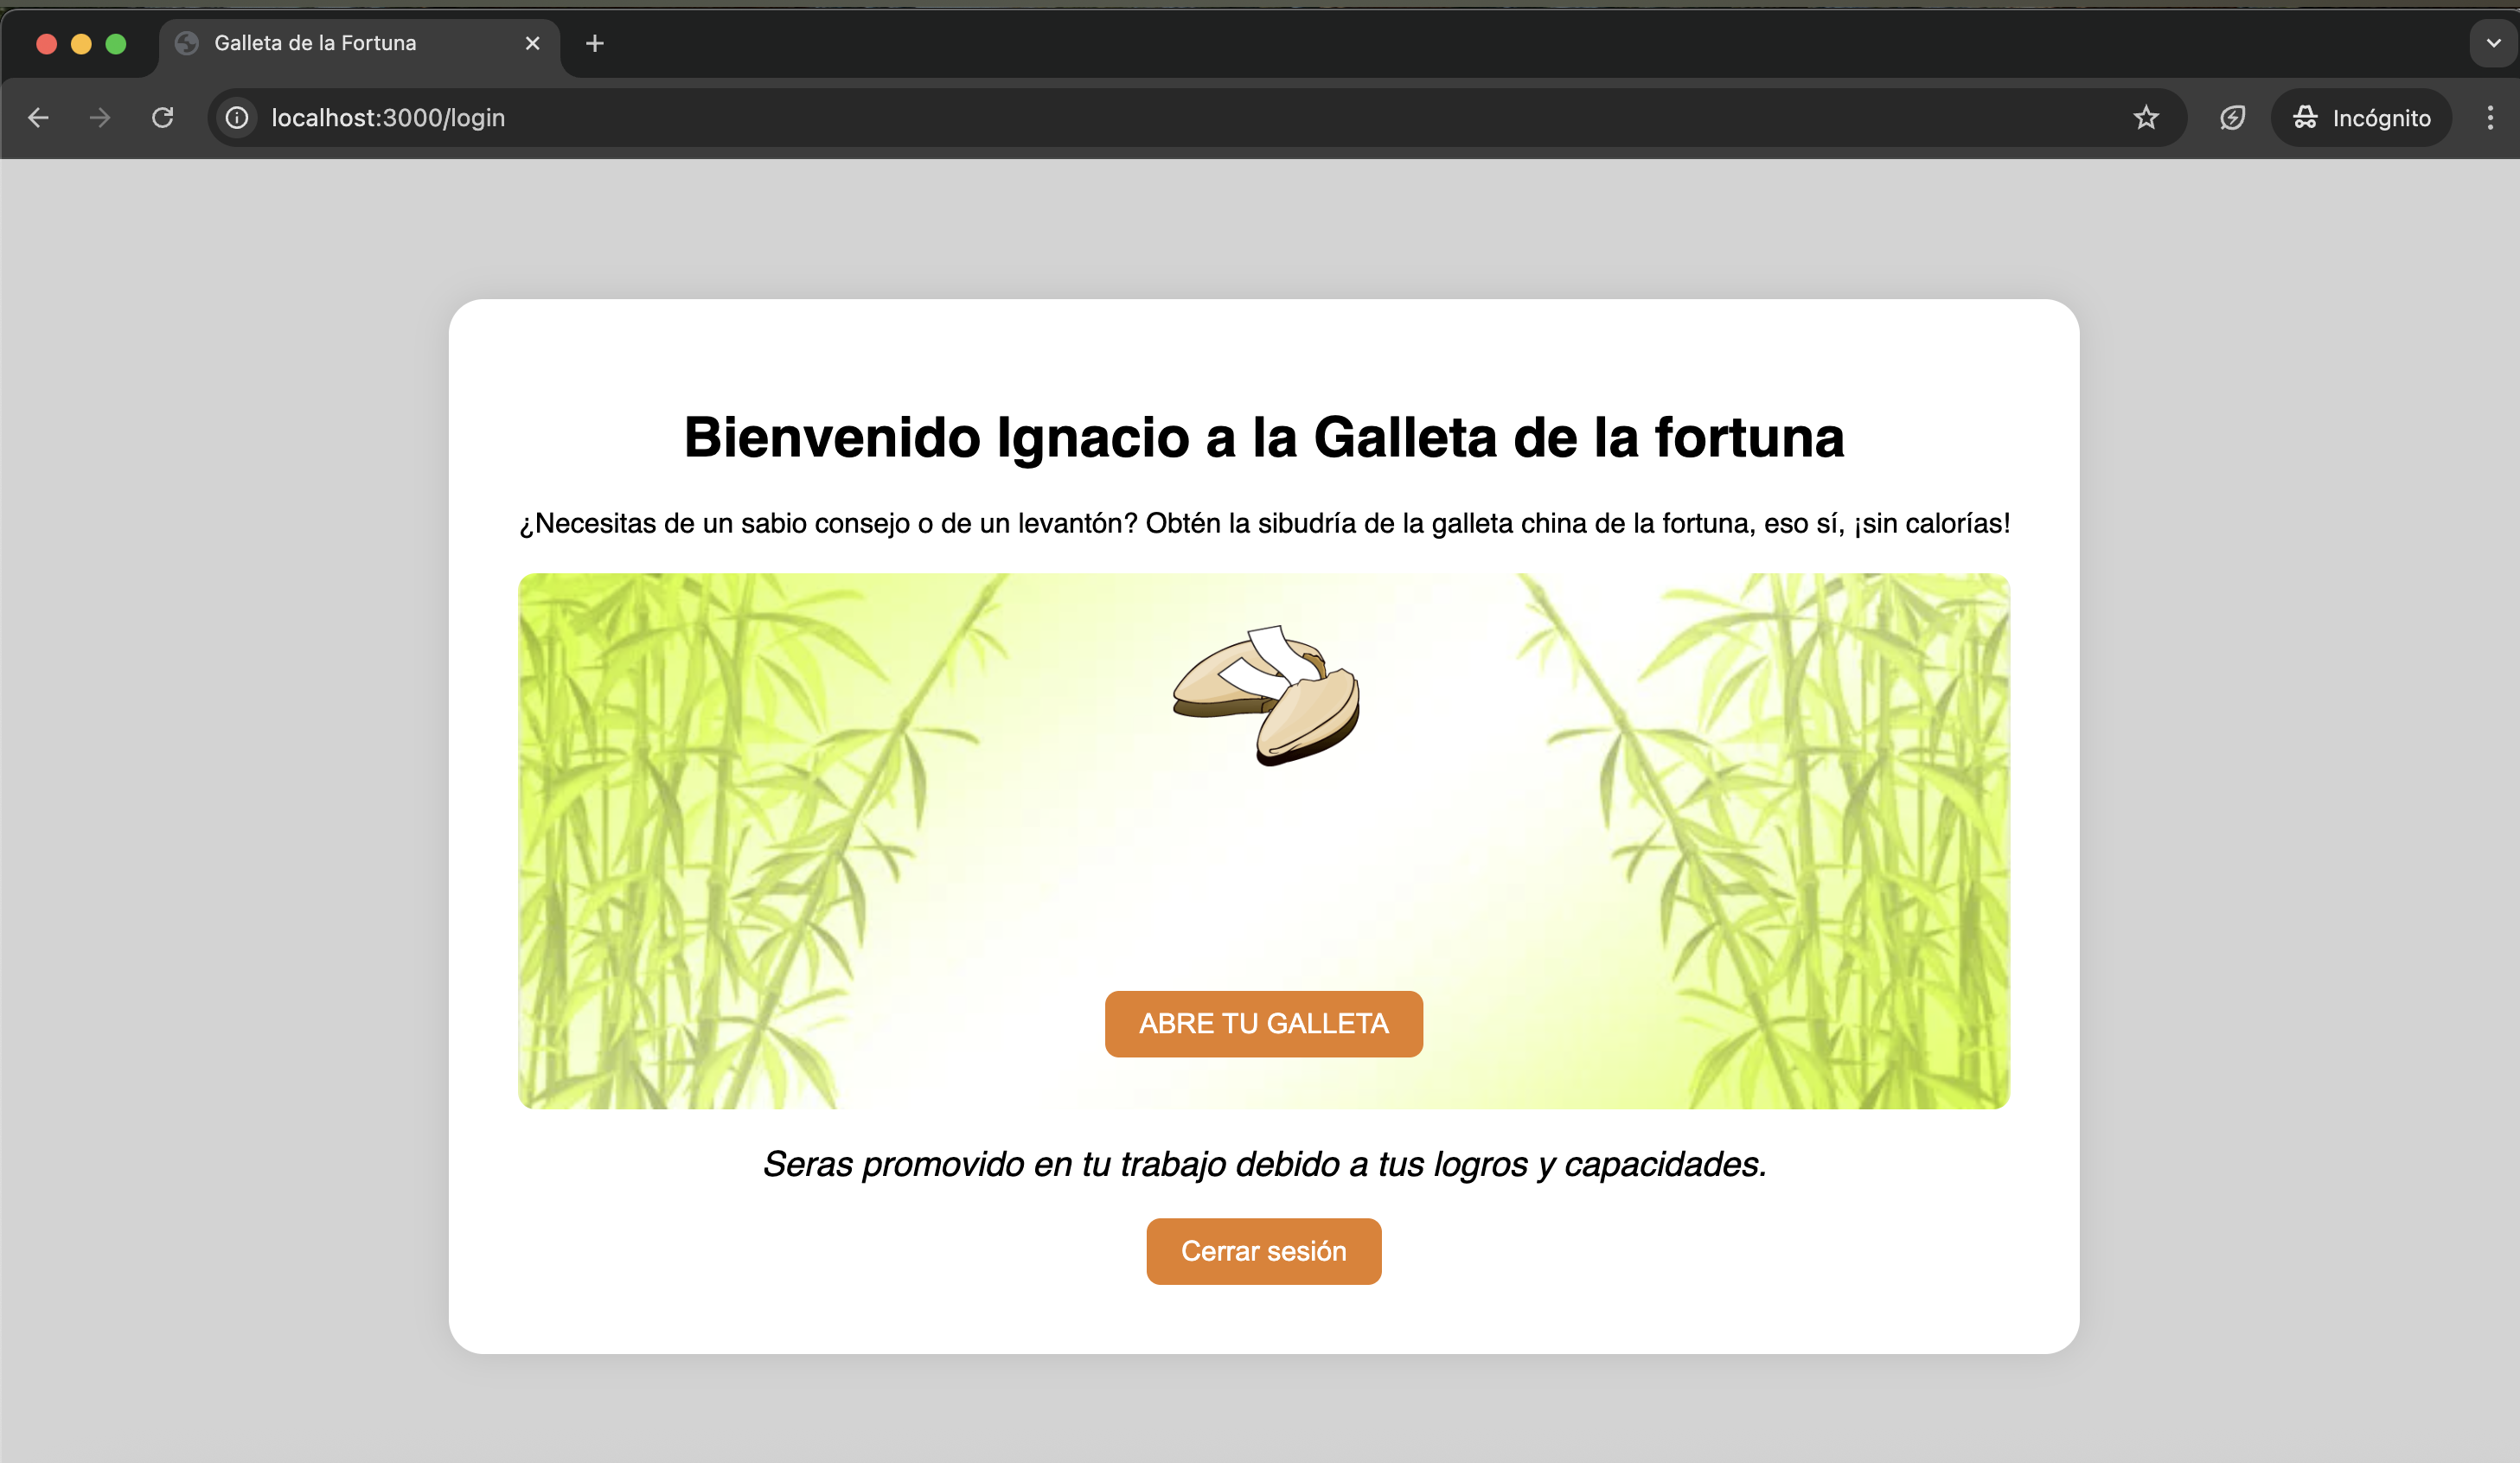 Galleta de la Fortuna
localhost:3000/login
Incógnito
Bienvenido Ignacio a la Galleta de la fortuna
¿Necesitas de un sabio consejo o de un levantón? Obtén la sibudría de la galleta china de la fortuna, eso sí, ¡sin calorías!
ABRE TU GALLETA
Seras promovido en tu trabajo debido a tus logros y capacidades.
Cerrar sesión